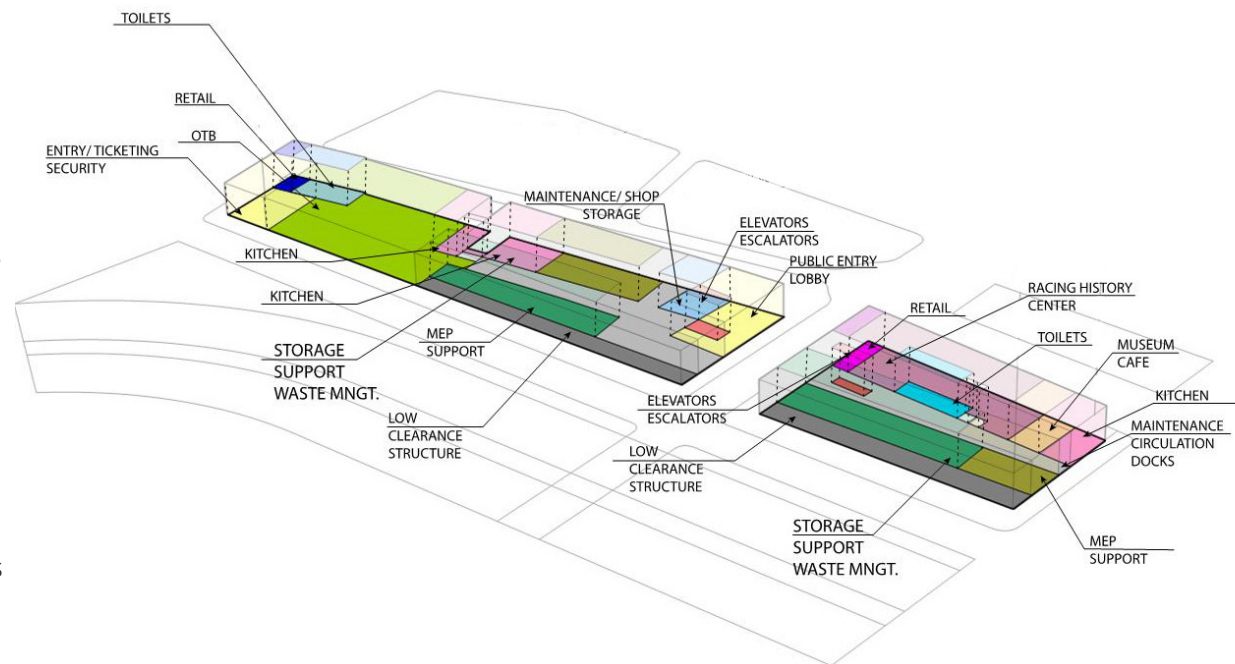 TOILETS
RETAIL
OTB
ENTRY/ TICKETING
SECURITY
MAINTENANCE/ SHOP
STORAGE
ELEVATORS
ESCALATORS
PUBLIC ENTRY
LOBBY
KITCHEN
KITCHEN
MEP
SUPPORT
STORAGE
SUPPORT
WASTE MNGT.
LOW
CLEARANCE
STRUCTURE
RACING HISTORY
CENTER
RETAIL
TOILETS
MUSEUM
CAFE
KITCHEN
ELEVATORS
ESCALATORS
MAINTENANCE
CIRCULATION
DOCKS
LOW
CLEARANCE
STRUCTURE
STORAGE
SUPPORT
WASTE MNGT.
MEP
SUPPORT
S